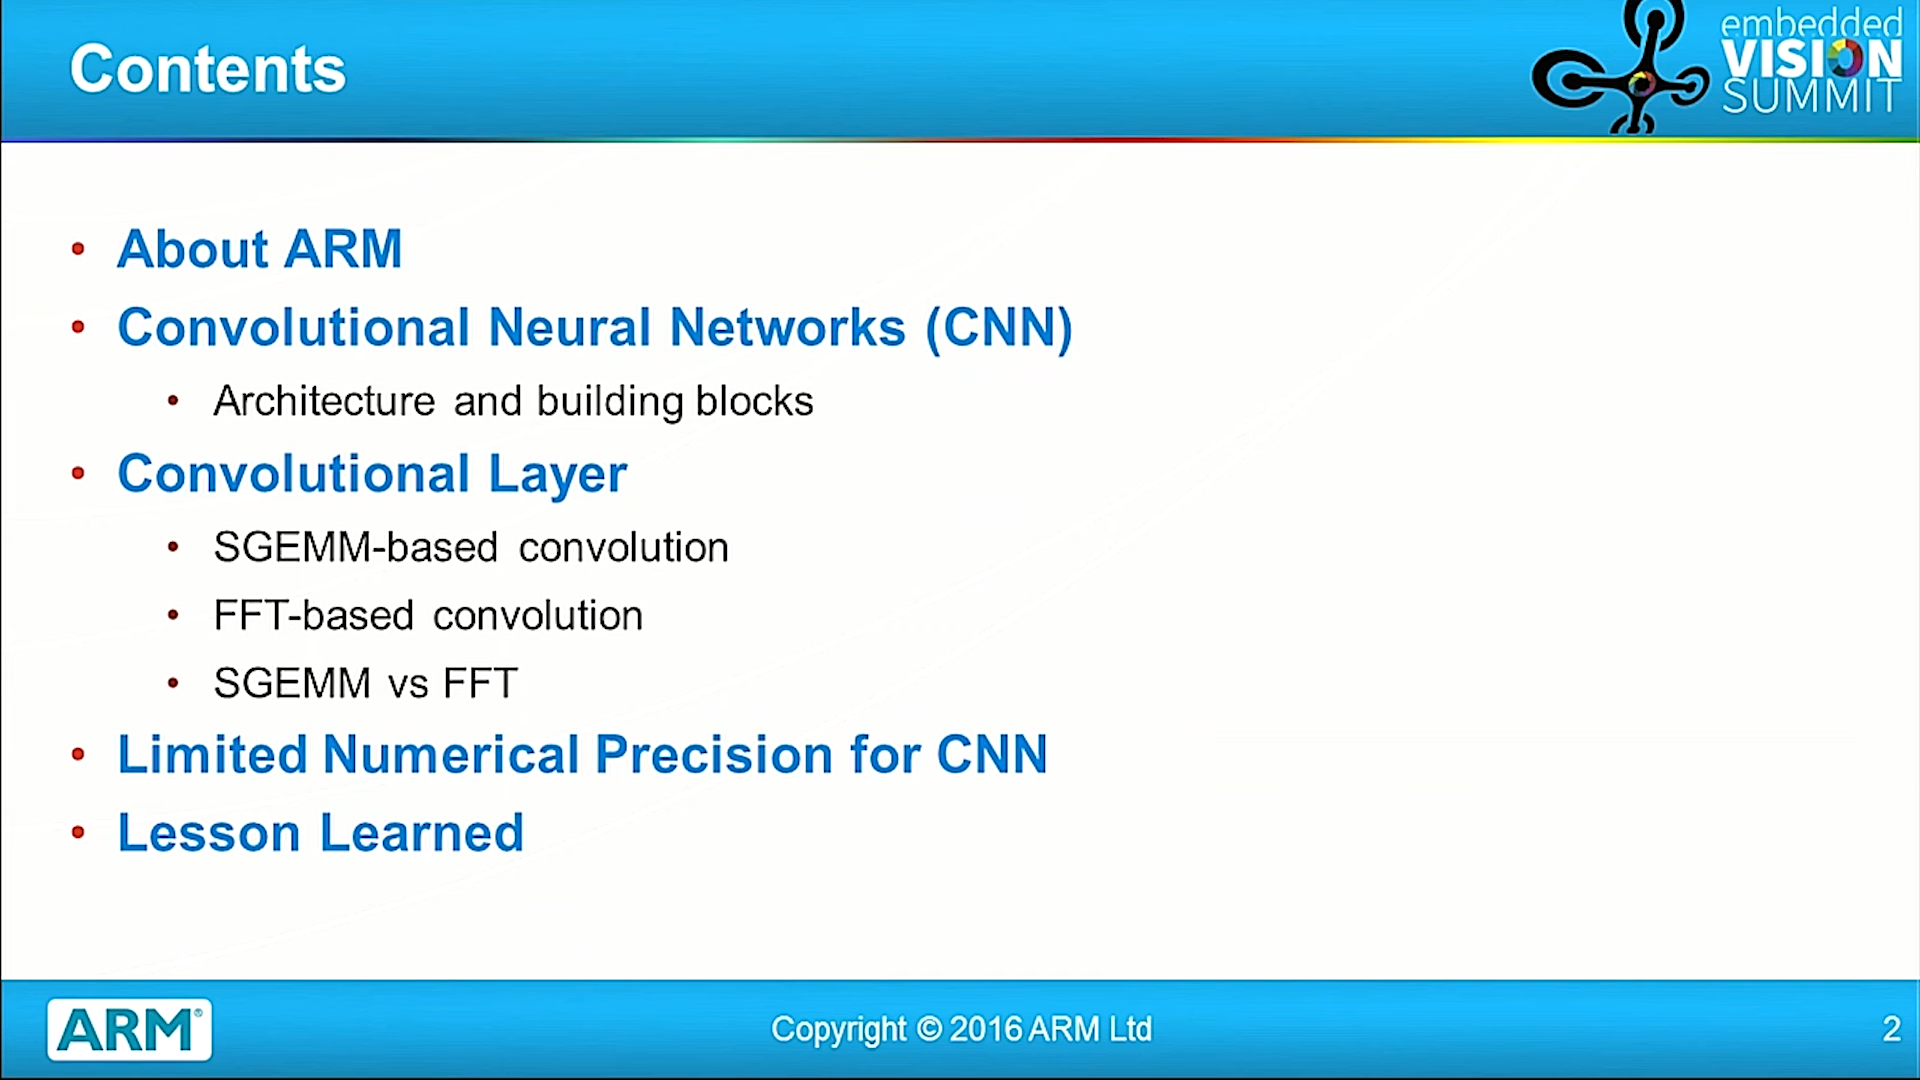 Contents
embedded
VISION
SUMMIT
• About ARM
• Convolutional Neural Networks (CNN)
• Architecture and building blocks
• Convolutional Layer
• SGEMM-based convolution
• FFT-based convolution
• SGEMM vs FFT
• Limited Numerical Precision for CNN
• Lesson Learned
ARM®
Copyright © 2016 ARM Ltd
2